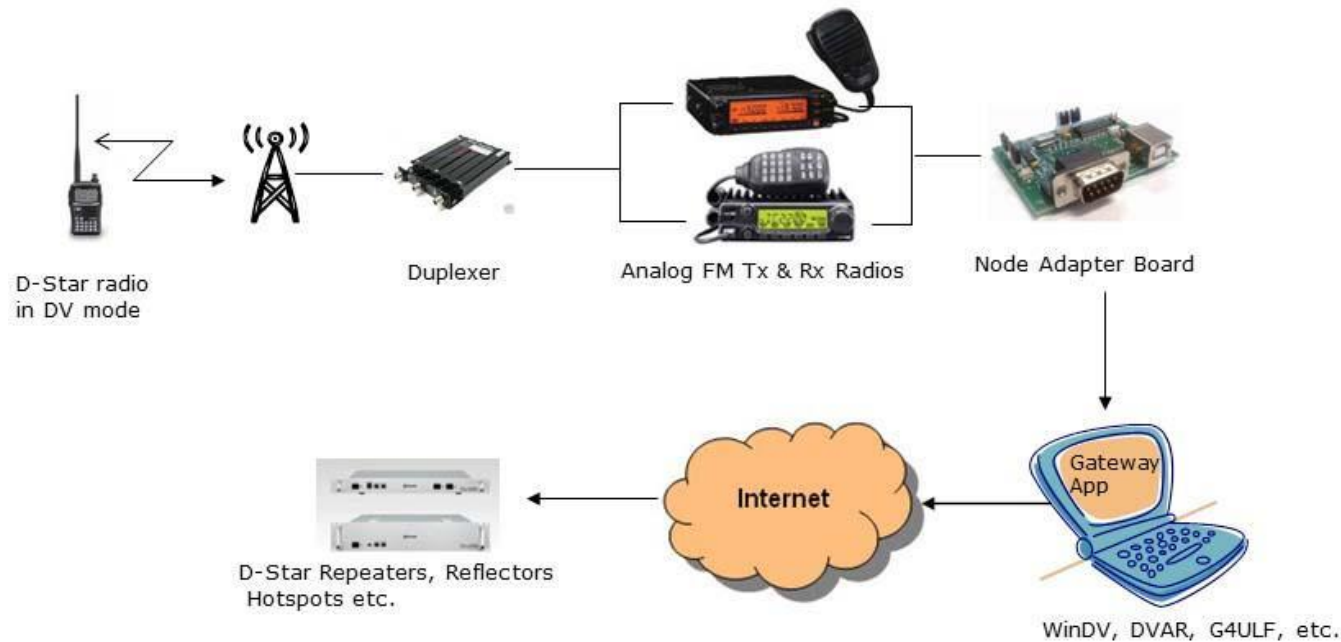 D-Star radio
in DV mode
Duplexer
Analog FM Tx & Rx Radios
Node Adapter Board
Gateway
App
Internet
D-Star Repeaters, Reflectors
Hotspots etc.
WinDV, DVAR, G4ULF, etc.